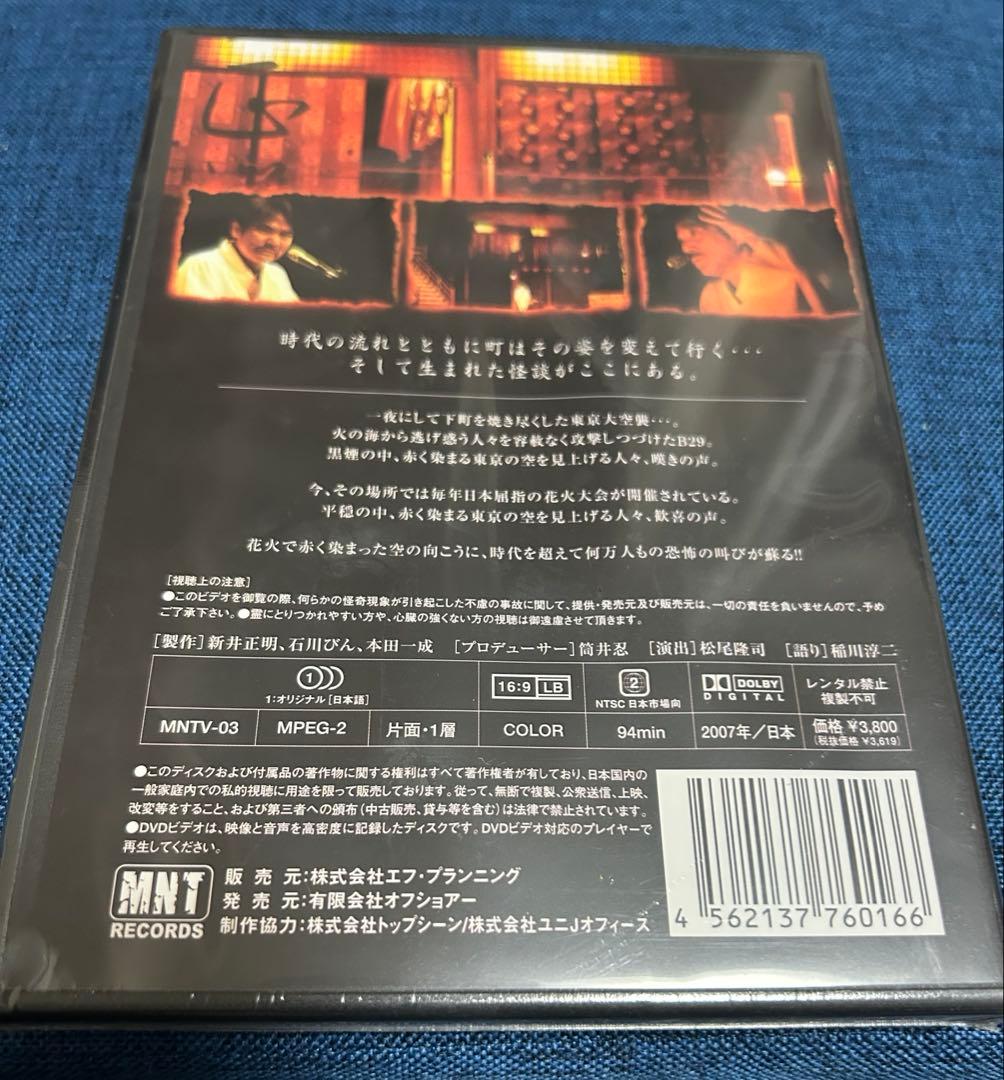 時代の流れとともに町はその姿を変えて行く・・・
そして生まれた怪談がここにある。
一夜にして下町を焼き尽くした東京大空襲・・・。
火の海から逃げ惑う人々を容赦なく攻撃しつづけたB29。
黒煙の中、赤く染まる東京の空を見上げる人々、嘆きの声。
今、その場所では毎年日本屈指の花火大会が開催されている。
平穏の中、赤く染まる東京の空を見上げる人々、歓喜の声。
花火で赤く染まった空の向こうに、時代を超えて何万人もの恐怖の叫びが蘇る!!
[視聴上の注意]
●このビデオを御覧の際、何らかの怪奇現象が引き起こした不慮の事故に関して、提供・発売元及び販売元は、一切の責任を負いませんので、予め
ご了承下さい。●霊にとりつかれやすい方や、心臓の強くない方の視聴は御遠慮させて頂きます。
[製作]新井正明、石川びん、本田一成 [プロデューサー]筒井忍 [演出]松尾隆司 [語り]稲川淳二
1
1:オリジナル[日本語]
16:9 LB
2
NTSC 日本市場向
DOLBY
DIGITAL
レンタル禁止
複製不可
MNTV-03 MPEG-2 片面・1層 COLOR 94min 2007年/日本 価格 ¥3,800
(税抜価格 ¥3,619)
●このディスクおよび付属品の著作物に関する権利はすべて著作権者が有しており、日本国内の
一般家庭内での私的視聴に用途を限って販売しております。従って、無断で複製、公衆送信、上映、
改変等をすること、および第三者への頒布(中古販売、貸与等を含む)は法律で禁止されています。
●DVDビデオは、映像と音声を高密度に記録したディスクです。DVDビデオ対応のプレイヤーで
再生してください。
MNT
RECORDS
販売元:株式会社エフ・プランニング
発売元:有限会社オフショアー
制作協力:株式会社トップシーン/株式会社ユニJオフィース
4 562137 760166